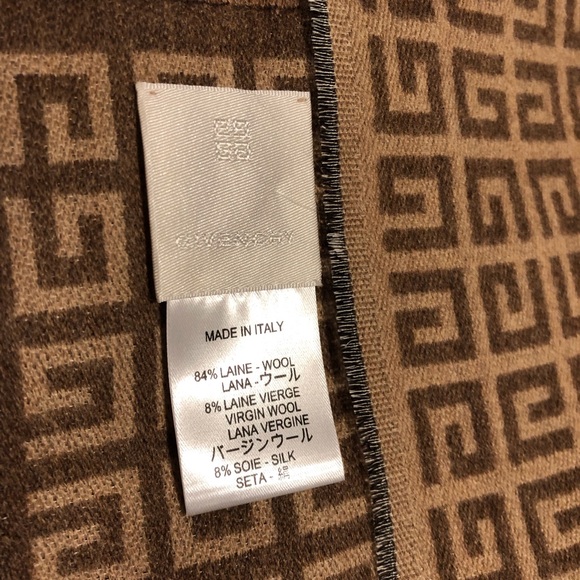 GIVENCHY
MADE IN ITALY
84% LAINE - WOOL
LANA - ウール
8% LAINE VIERGE
VIRGIN WOOL
LANA VERGINE
バージンウール
8% SOIE - SILK
SETA -